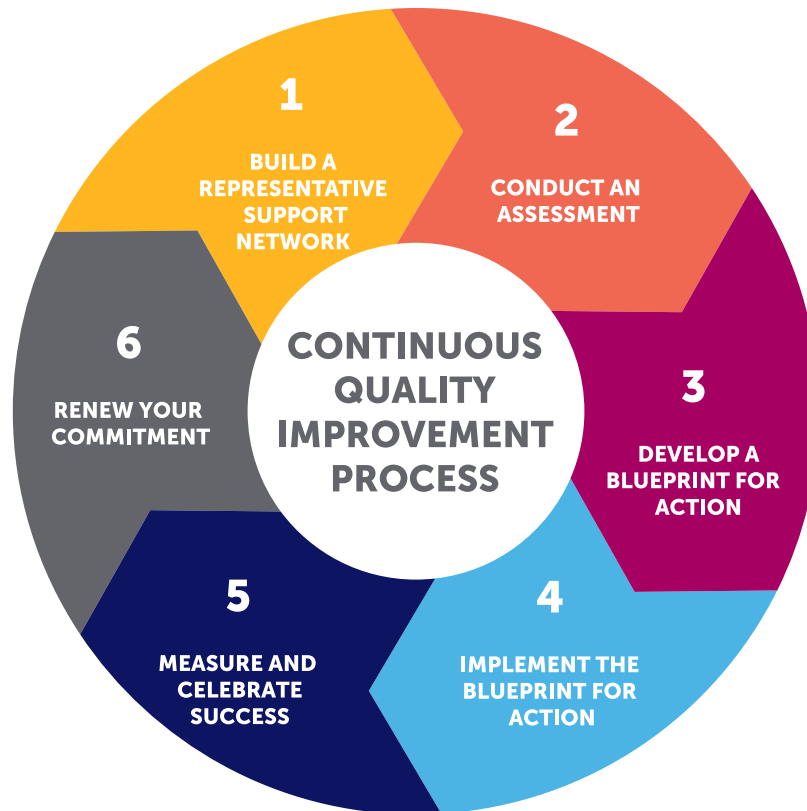 1
BUILD A
REPRESENTATIVE
SUPPORT
NETWORK
2
CONDUCT AN
ASSESSMENT
3
DEVELOP A
BLUEPRINT FOR
ACTION
4
IMPLEMENT THE
BLUEPRINT FOR
ACTION
5
MEASURE AND
CELEBRATE
SUCCESS
6
RENEW YOUR
COMMITMENT
CONTINUOUS
QUALITY
IMPROVEMENT
PROCESS